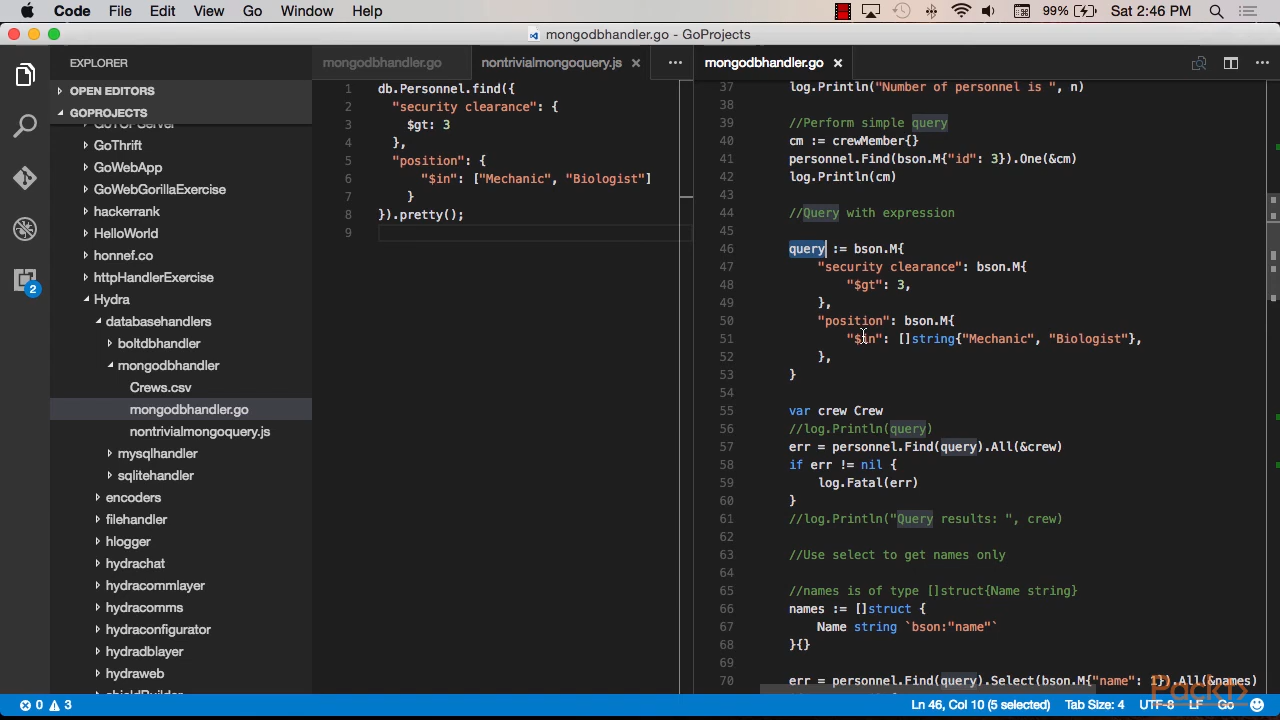 Code File Edit View Go Window Help 99% Sat 2:46 PM
mongodbhandler.go - GoProjects
EXPLORER
OPEN EDITORS
GOPROJECTS
GoThrift
GoWebApp
GoWebGorillaExercise
hackerrank
HelloWorld
honnef.co
httpHandlerExercise
Hydra
databasehandlers
boltdbhandler
mongodbhandler
Crews.csv
mongodbhandler.go
nontrivialmongoquery.js
mysqlhandler
sqlitehandler
encoders
filehandler
hlogger
hydrachat
hydracommlayer
hydracomms
hydraconfigurator
hydradblayer
hydraweb
shieldBuilder
2
mongodbhandler.go nontrivialmongoquery.js
1 db.Personnel.find({
2 "security clearance": {
3 $gt: 3
4 },
5 "position": {
6 "$in": ["Mechanic", "Biologist"]
7 }
8 }).pretty();
9
mongodbhandler.go
37 log.Println("Number of personnel is ", n)
38
39 //Perform simple query
40 cm := crewMember{}
41 personnel.Find(bson.M{"id": 3}).One(&cm)
42 log.Println(cm)
43
44 //Query with expression
45
46 query := bson.M{
47 "security clearance": bson.M{
48 "$gt": 3,
49 },
50 "position": bson.M{
51 "$in": []string{"Mechanic", "Biologist"},
52 },
53 }
54
55 var crew Crew
56 //log.Println(query)
57 err = personnel.Find(query).All(&crew)
58 if err != nil {
59 log.Fatal(err)
60 }
61 //log.Println("Query results: ", crew)
62
63 //Use select to get names only
64
65 //names is of type []struct{Name string}
66 names := []struct {
67 Name string `bson:"name"`
68 }{}
69
70 err = personnel.Find(query).Select(bson.M{"name": 1}).All(&names)
Packt
0 3 Ln 46, Col 10 (5 selected) Tab Size: 4 UTF-8 LF Go